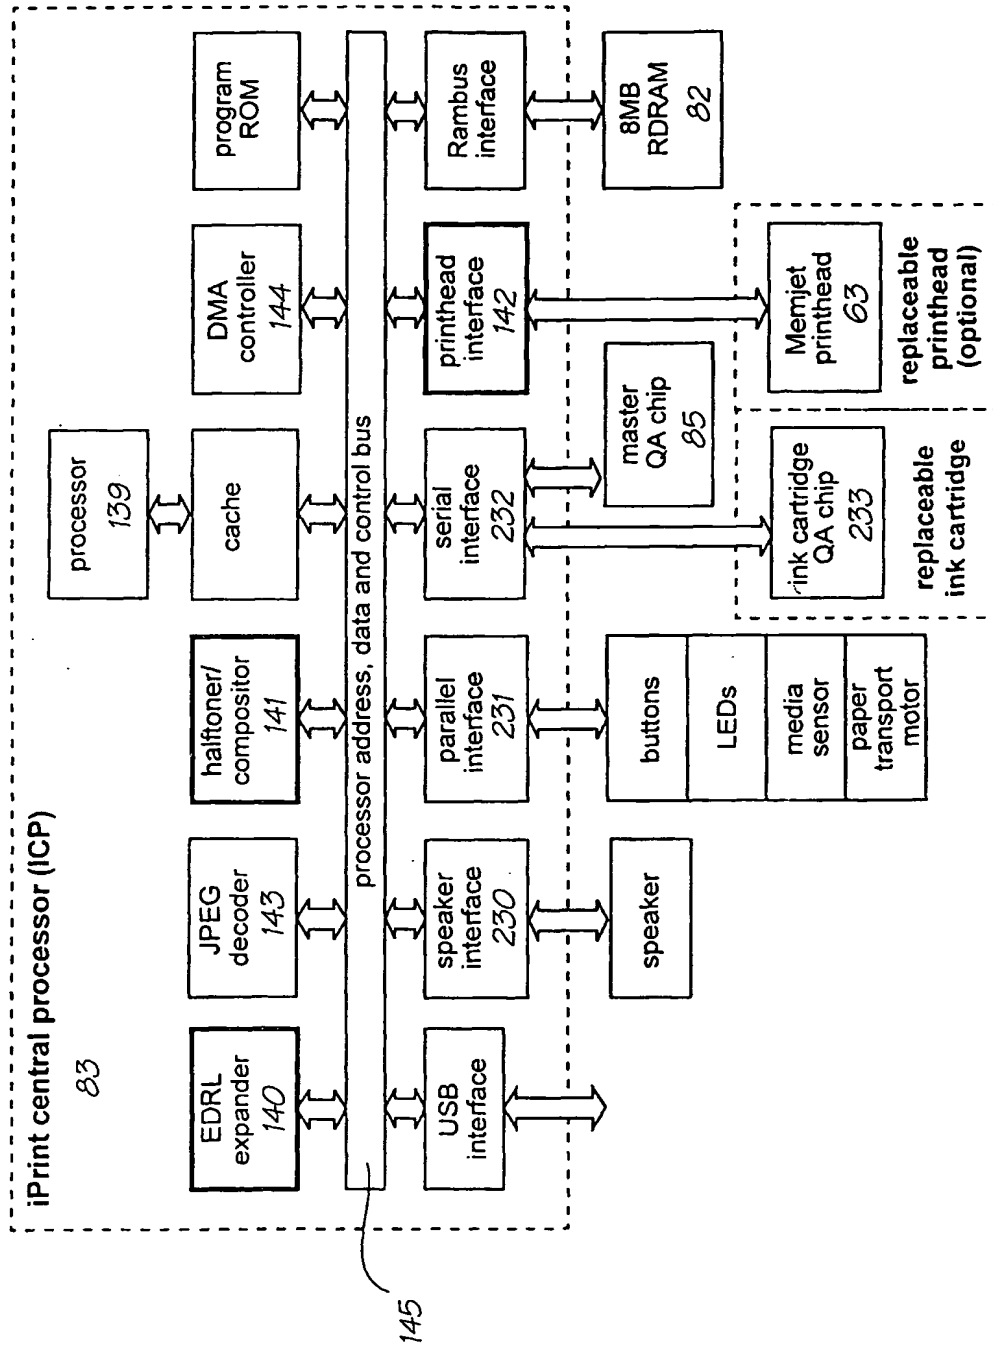 iPrint central processor (ICP)
83
processor
139
EDRL
expander
140
JPEG
decoder
143
halftoner/
compositor
141
cache
DMA
controller
144
program
ROM
processor address, data and control bus
145
USB
interface
speaker
interface
230
parallel
interface
231
serial
interface
232
printhead
interface
142
Rambus
interface
speaker
buttons
LEDs
media
sensor
paper
transport
motor
master
QA chip
85
8MB
RDRAM
82
ink cartridge
QA chip
233
replaceable
ink cartridge
Memjet
printhead
63
replaceable
printhead
(optional)